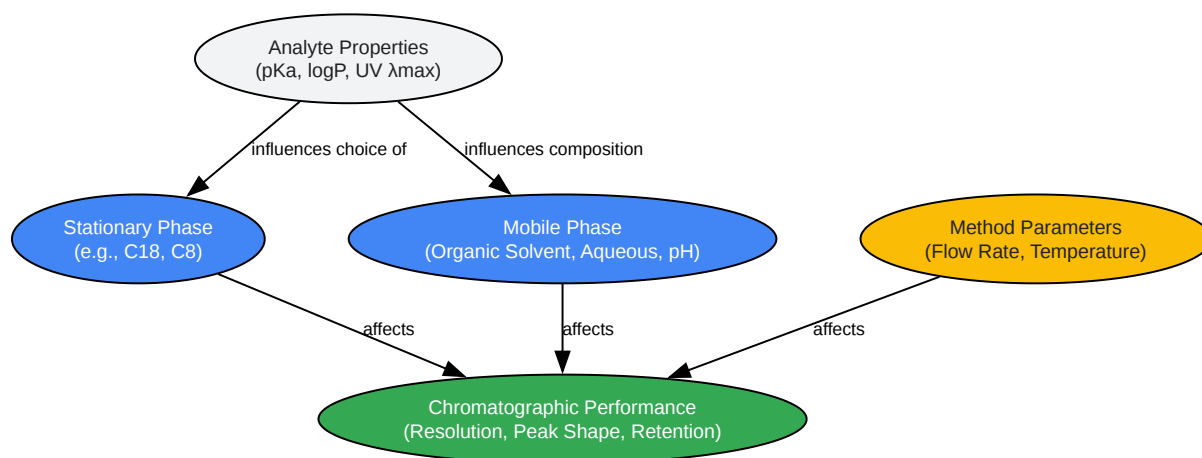 Analyte Properties
(pKa, logP, UV λmax)
influences choice of
influences composition
Stationary Phase
(e.g., C18, C8)
Mobile Phase
(Organic Solvent, Aqueous, pH)
Method Parameters
(Flow Rate, Temperature)
affects
affects
affects
Chromatographic Performance
(Resolution, Peak Shape, Retention)